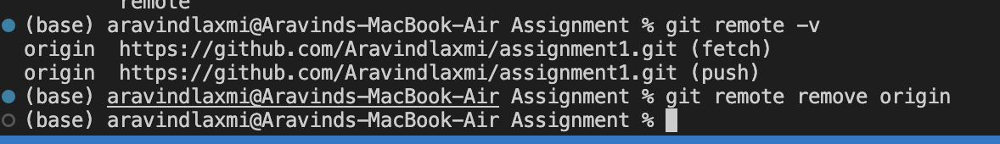 remote
(base) aravindlaxmi@Aravinds-MacBook-Air Assignment % git remote -v
origin  https://github.com/Aravindlaxmi/assignment1.git (fetch)
origin  https://github.com/Aravindlaxmi/assignment1.git (push)
(base) aravindlaxmi@Aravinds-MacBook-Air Assignment % git remote remove origin
(base) aravindlaxmi@Aravinds-MacBook-Air Assignment %